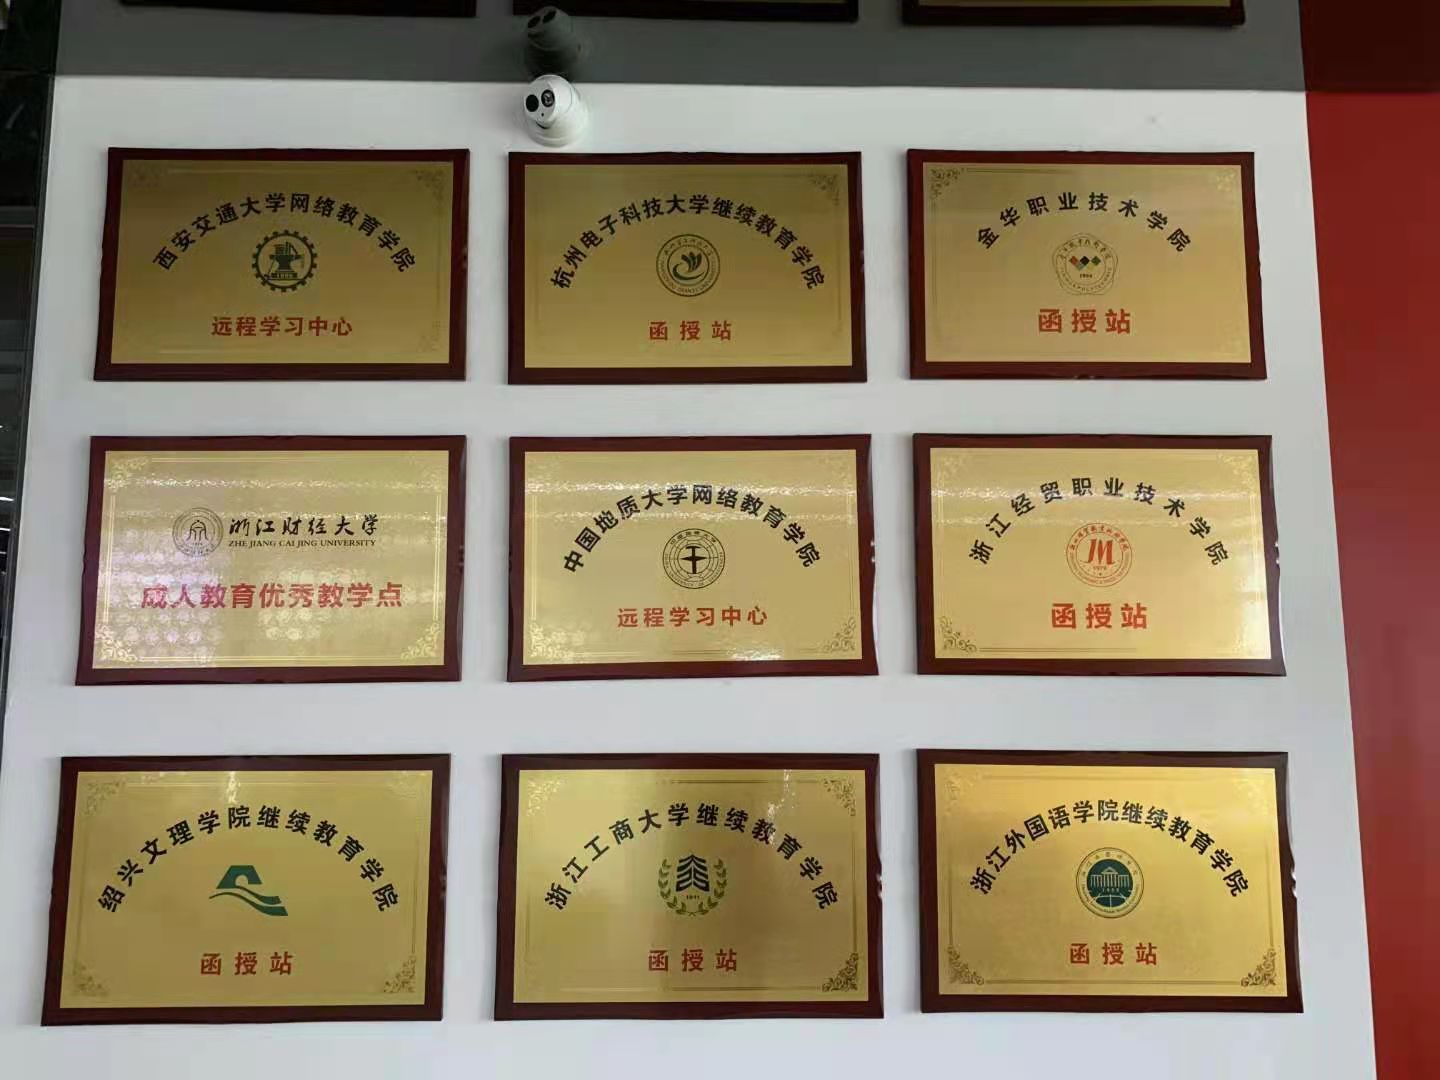 西安交通大学网络教育学院
远程学习中心
杭州电子科技大学继续教育学院
函授站
金华职业技术学院
函授站
浙江财经大学
ZHE JIANG CAI JING UNIVERSITY
成人教育优秀教学点
中国地质大学网络教育学院
远程学习中心
浙江经贸职业技术学院
1979
函授站
绍兴文理学院继续教育学院
函授站
浙江工商大学继续教育学院
1911
函授站
浙江外国语学院继续教育学院
函授站